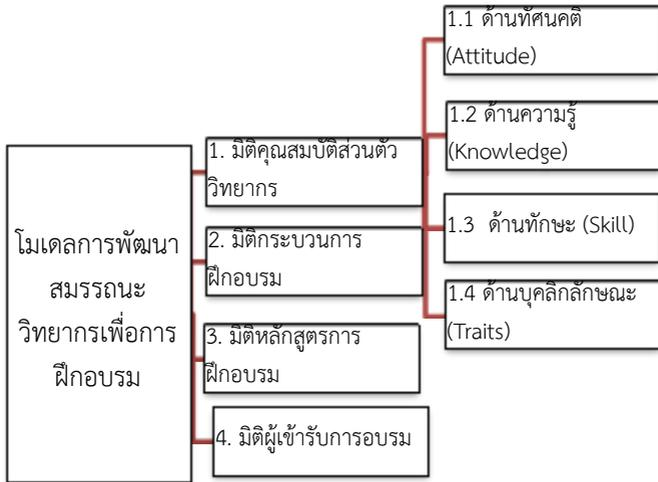 โมเดลการพัฒนา
สมรรถนะ
วิทยากรเพื่อการ
ฝึกอบรม
1. มิติคุณสมบัติส่วนตัว
วิทยากร
2. มิติกระบวนการ
ฝึกอบรม
3. มิติหลักสูตรการ
ฝึกอบรม
4. มิติผู้เข้ารับการอบรม
1.1 ด้านทัศนคติ
(Attitude)
1.2 ด้านความรู้
(Knowledge)
1.3 ด้านทักษะ (Skill)
1.4 ด้านบุคลิกลักษณะ
(Traits)